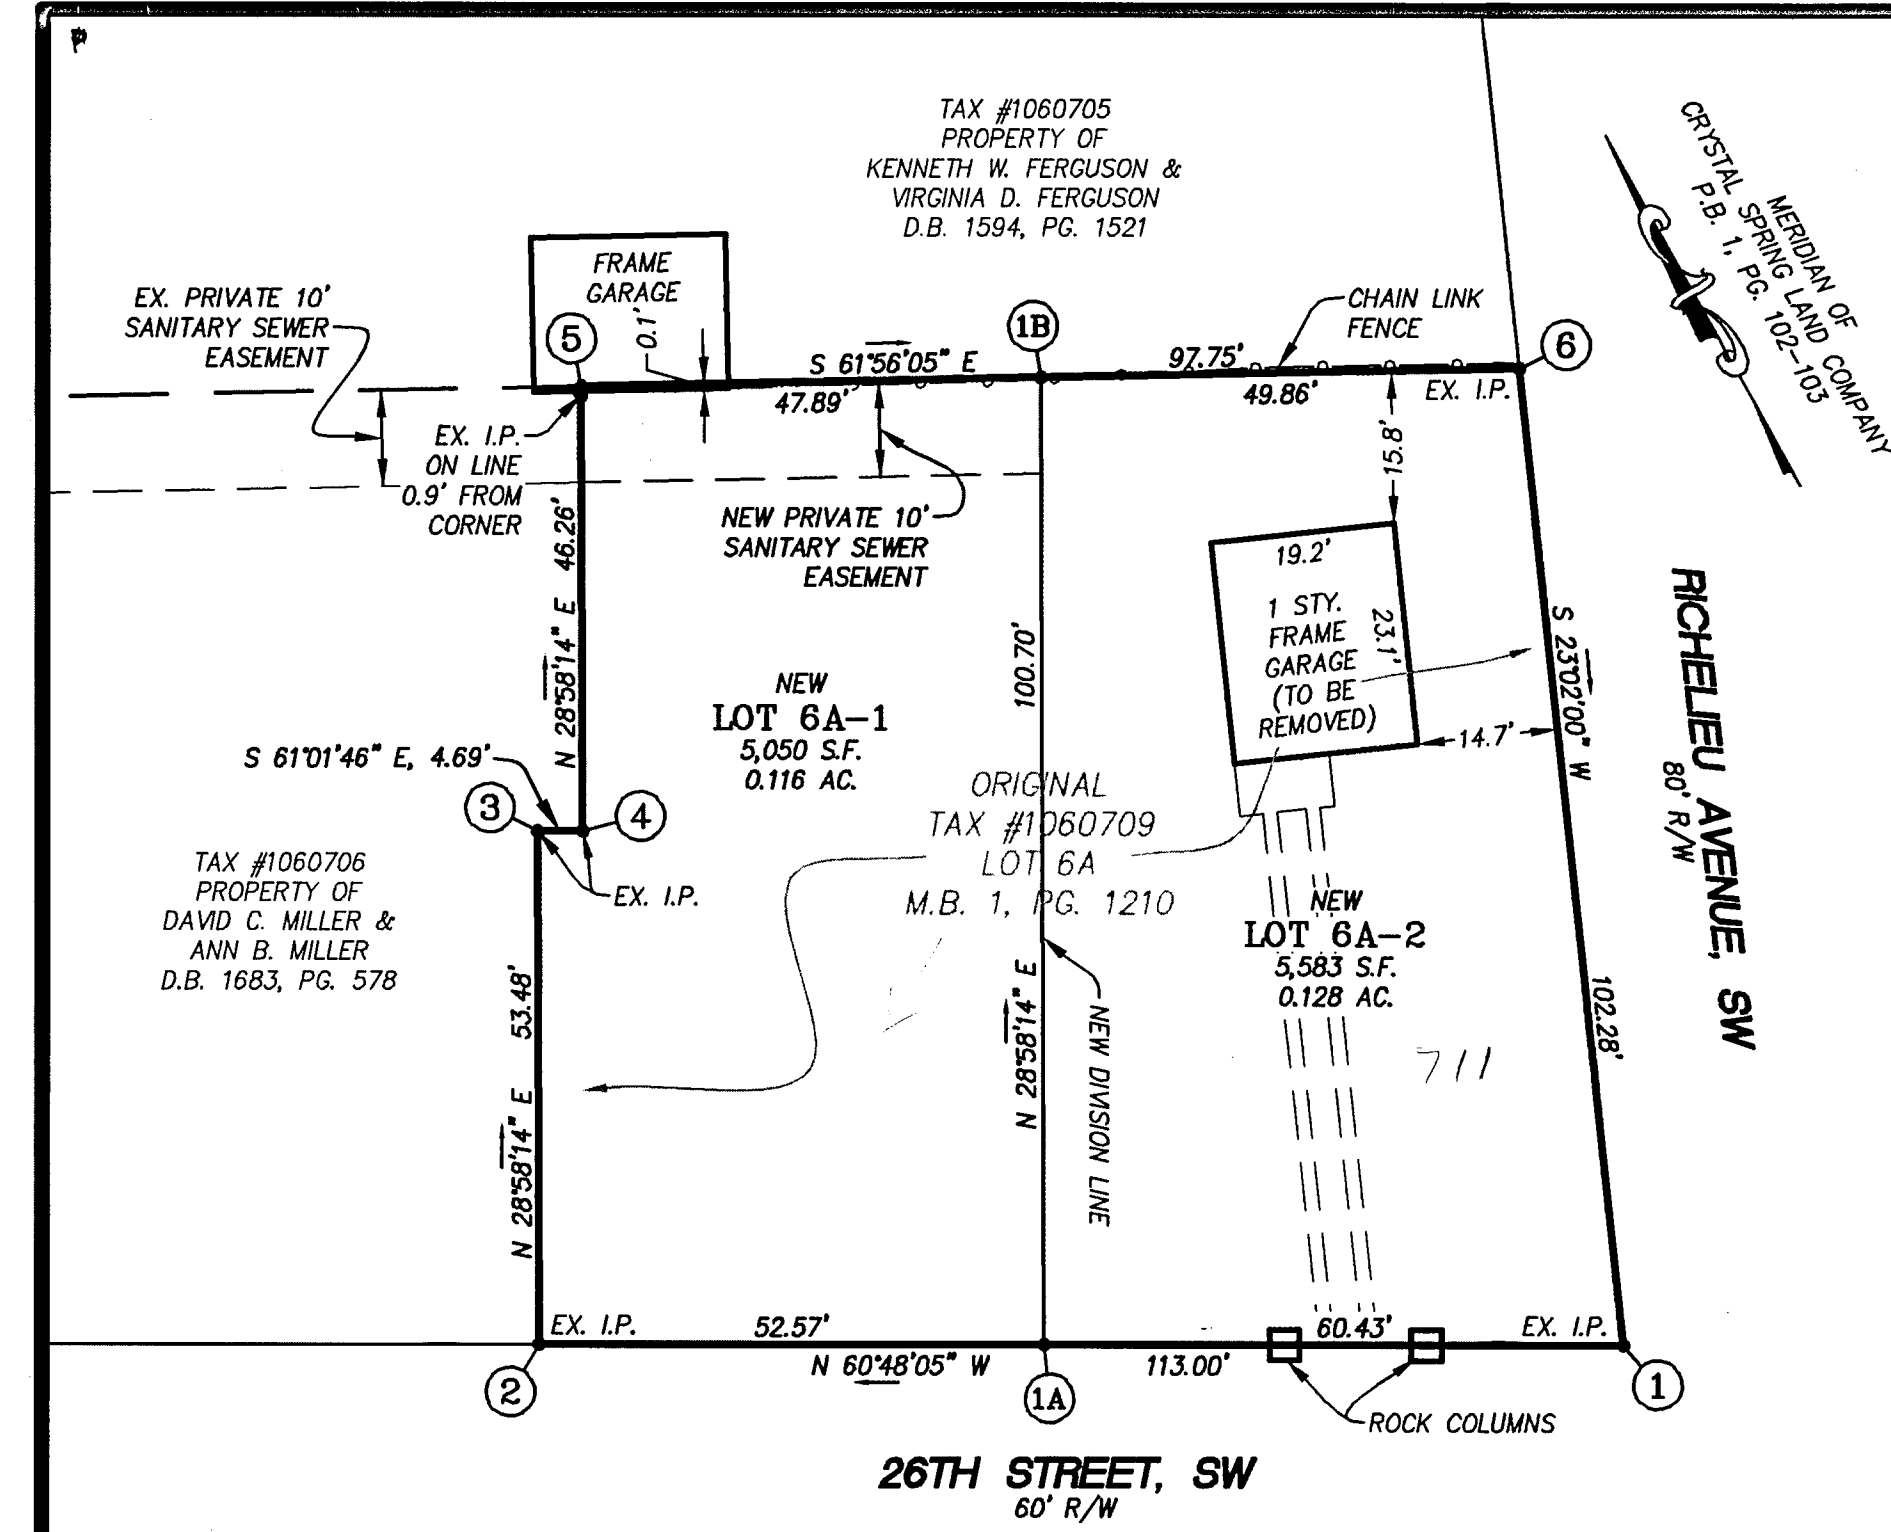 TAX #1060705
PROPERTY OF
KENNETH W. FERGUSON &
VIRGINIA D. FERGUSON
D.B. 1594, PG. 1521
MERIDIAN OF
CRYSTAL SPRING LAND COMPANY
P.B. 1, PG. 102-103
FRAME
GARAGE
0.1'
EX. PRIVATE 10'
SANITARY SEWER
EASEMENT
5
1B
6
CHAIN LINK
FENCE
S 61°56'05" E
97.75'
47.89'
49.86'
EX. I.P.
EX. I.P.
ON LINE
0.9' FROM
CORNER
15.8'
NEW PRIVATE 10'
SANITARY SEWER
EASEMENT
N 28°58'14" E 46.26'
19.2'
23.1'
1 STY.
FRAME
GARAGE
(TO BE
REMOVED)
14.7'
S 23°02'00" W
102.28'
RICHELIEU AVENUE, SW
80' R/W
100.70'
NEW
LOT 6A-1
5,050 S.F.
0.116 AC.
S 61°01'46" E, 4.69'
3
4
EX. I.P.
ORIGINAL
TAX #1060709
LOT 6A
M.B. 1, PG. 1210
TAX #1060706
PROPERTY OF
DAVID C. MILLER &
ANN B. MILLER
D.B. 1683, PG. 578
NEW
LOT 6A-2
5,583 S.F.
0.128 AC.
N 28°58'14" E 53.48'
N 28°58'14" E
NEW DIVISION LINE
711
EX. I.P.
52.57'
60.43'
EX. I.P.
N 60°48'05" W
113.00'
2
1A
1
ROCK COLUMNS
26TH STREET, SW
60' R/W